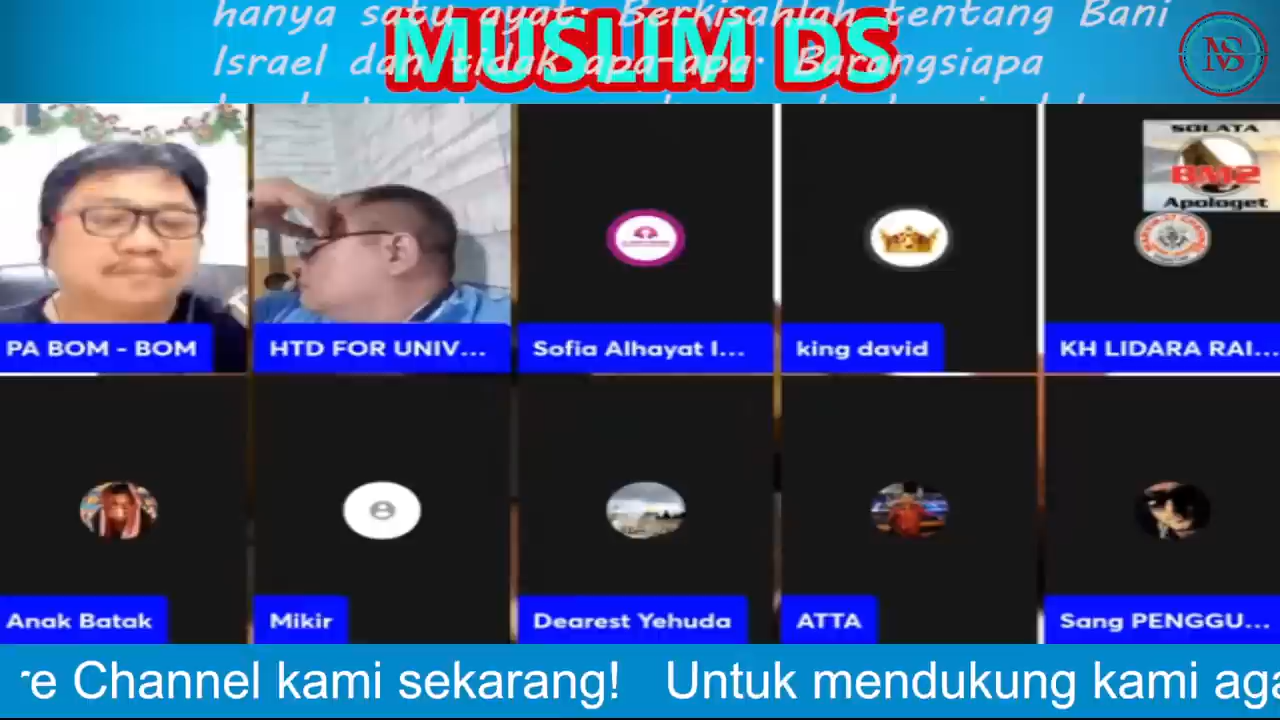 hanya satu ayat. Berkisahlah tentang Bani
MUSLIM DS
Israel dan tidak apa-apa. Barangsiapa
MS
SOLATA
BM2
Apologet
PA BOM - BOM
HTD FOR UNIV...
Sofia Alhayat I...
king david
KH LIDARA RAI...
Anak Batak
Mikir
Dearest Yehuda
ATTA
Sang PENGGU...
re Channel kami sekarang! Untuk mendukung kami aga